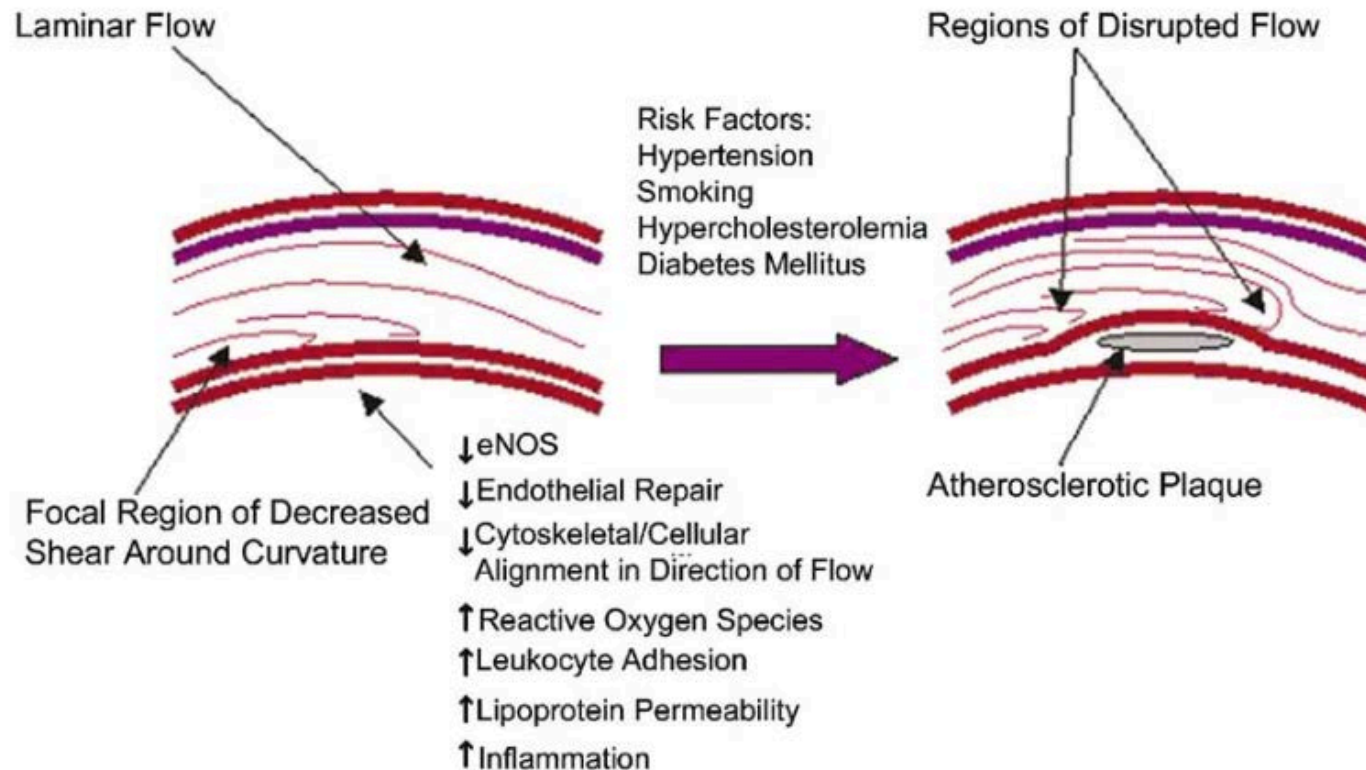 Laminar Flow
Regions of Disrupted Flow
Risk Factors:
Hypertension
Smoking
Hypercholesterolemia
Diabetes Mellitus
Focal Region of Decreased
Shear Around Curvature
↓eNOS
↓Endothelial Repair
↓Cytoskeletal/Cellular
Alignment in Direction of Flow
↑Reactive Oxygen Species
↑Leukocyte Adhesion
↑Lipoprotein Permeability
↑Inflammation
Atherosclerotic Plaque